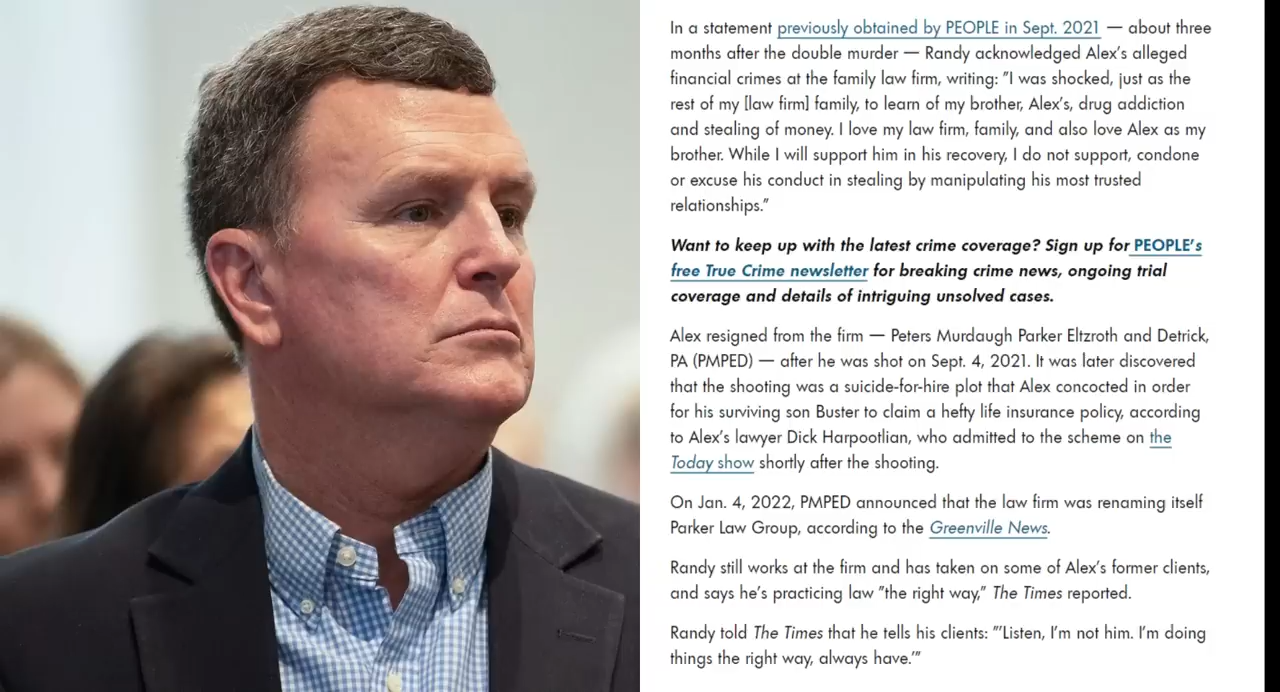 In a statement previously obtained by PEOPLE in Sept. 2021 — about three
months after the double murder — Randy acknowledged Alex’s alleged
financial crimes at the family law firm, writing: "I was shocked, just as the
rest of my [law firm] family, to learn of my brother, Alex’s, drug addiction
and stealing of money. I love my law firm, family, and also love Alex as my
brother. While I will support him in his recovery, I do not support, condone
or excuse his conduct in stealing by manipulating his most trusted
relationships.”
Want to keep up with the latest crime coverage? Sign up for PEOPLE’s
free True Crime newsletter for breaking crime news, ongoing trial
coverage and details of intriguing unsolved cases.
Alex resigned from the firm — Peters Murdaugh Parker Eltzroth and Detrick,
PA (PMPED) — after he was shot on Sept. 4, 2021. It was later discovered
that the shooting was a suicide-for-hire plot that Alex concocted in order
for his surviving son Buster to claim a hefty life insurance policy, according
to Alex’s lawyer Dick Harpootlian, who admitted to the scheme on the
Today show shortly after the shooting.
On Jan. 4, 2022, PMPED announced that the law firm was renaming itself
Parker Law Group, according to the Greenville News.
Randy still works at the firm and has taken on some of Alex’s former clients,
and says he’s practicing law "the right way,” The Times reported.
Randy told The Times that he tells his clients: "’Listen, I’m not him. I’m doing
things the right way, always have.’”